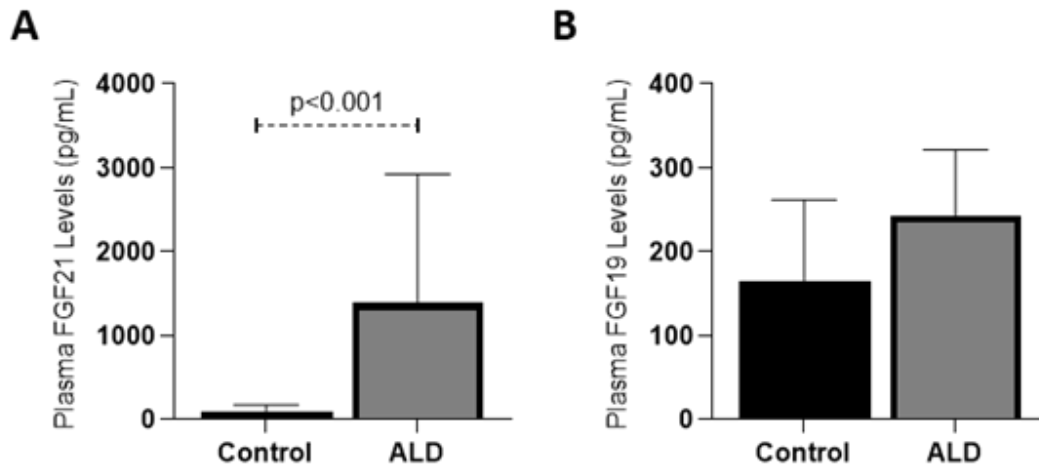 A
Plasma FGF21 Levels (pg/mL)
4000
3000
2000
1000
0
p<0.001
Control
ALD
B
Plasma FGF19 Levels (pg/mL)
400
300
200
100
0
Control
ALD